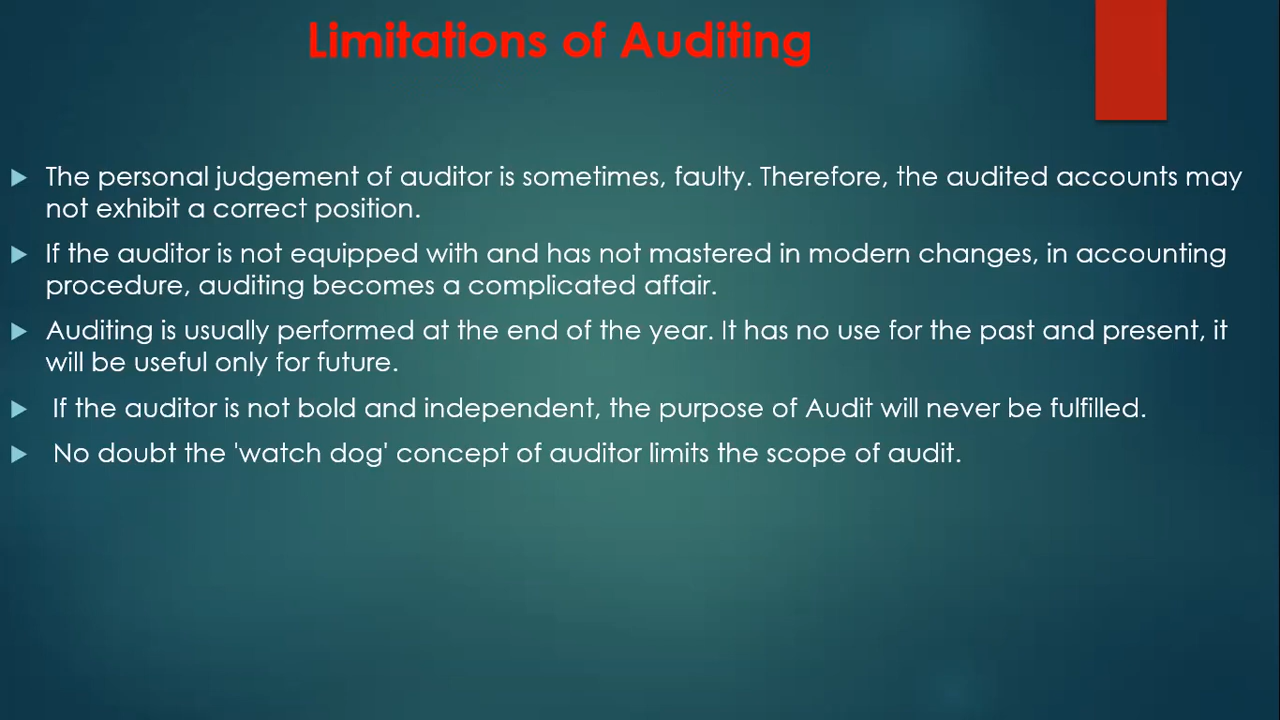 Limitations of Auditing
The personal judgement of auditor is sometimes, faulty. Therefore, the audited accounts may
not exhibit a correct position.
If the auditor is not equipped with and has not mastered in modern changes, in accounting
procedure, auditing becomes a complicated affair.
Auditing is usually performed at the end of the year. It has no use for the past and present, it
will be useful only for future.
If the auditor is not bold and independent, the purpose of Audit will never be fulfilled.
No doubt the 'watch dog' concept of auditor limits the scope of audit.